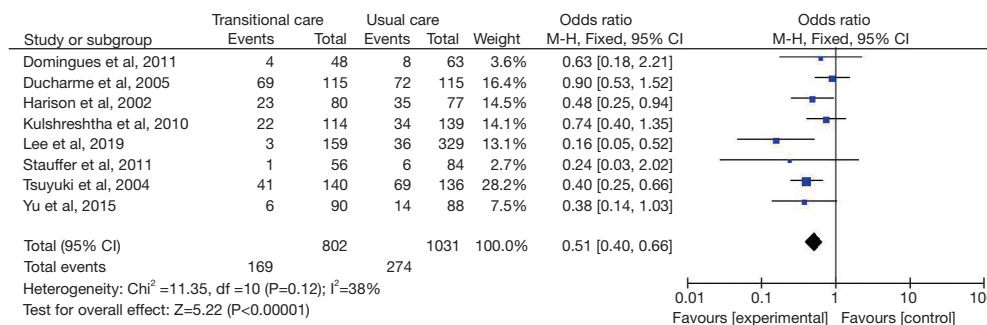 Transitional care Usual care Odds ratio Odds ratio
Study or subgroup Events Total Events Total Weight M-H, Fixed, 95% CI M-H, Fixed, 95% CI
Domingues et al, 2011 4 48 8 63 3.6% 0.63 [0.18, 2.21]
Ducharme et al, 2005 69 115 72 115 16.4% 0.90 [0.53, 1.52]
Harison et al, 2002 23 80 35 77 14.5% 0.48 [0.25, 0.94]
Kulshreshtha et al, 2010 22 114 34 139 14.1% 0.74 [0.40, 1.35]
Lee et al, 2019 3 159 36 329 13.1% 0.16 [0.05, 0.52]
Stauffer et al, 2011 1 56 6 84 2.7% 0.24 [0.03, 2.02]
Tsuyuki et al, 2004 41 140 69 136 28.2% 0.40 [0.25, 0.66]
Yu et al, 2015 6 90 14 88 7.5% 0.38 [0.14, 1.03]
Total (95% CI) 802 1031 100.0% 0.51 [0.40, 0.66]
Total events 169 274
Heterogeneity: Chi² =11.35, df =10 (P=0.12); I²=38%
Test for overall effect: Z=5.22 (P<0.00001)
0.01 0.1 1 10 100
Favours [experimental] Favours [control]